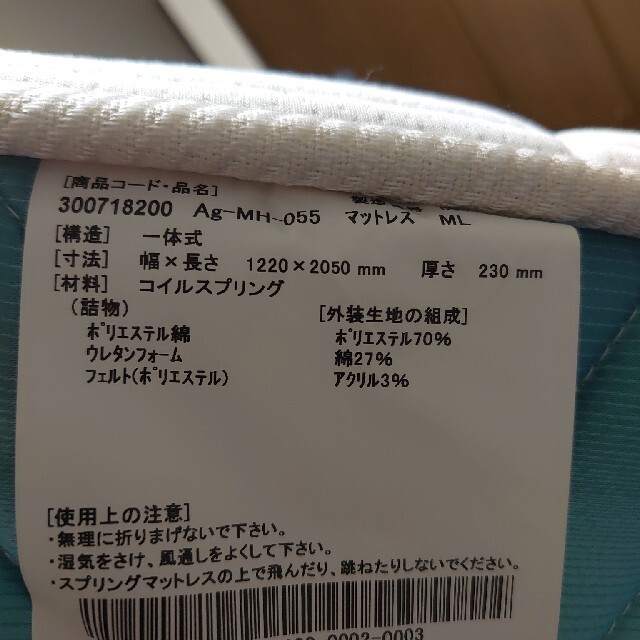 [商品コード・品名]
300718200 Ag-MH-055 マットレス ML
[構造] 一体式
[寸法] 幅×長さ 1220×2050 mm 厚さ 230 mm
[材料] コイルスプリング
(詰物) [外装生地の組成]
ポリエステル綿 ポリエステル70%
ウレタンフォーム 綿27%
フェルト(ポリエステル) アクリル3%
[使用上の注意]
・無理に折りまげないで下さい。
・湿気をさけ、風通しをよくして下さい。
・スプリングマットレスの上で飛んだり、跳ねたりしないでください。